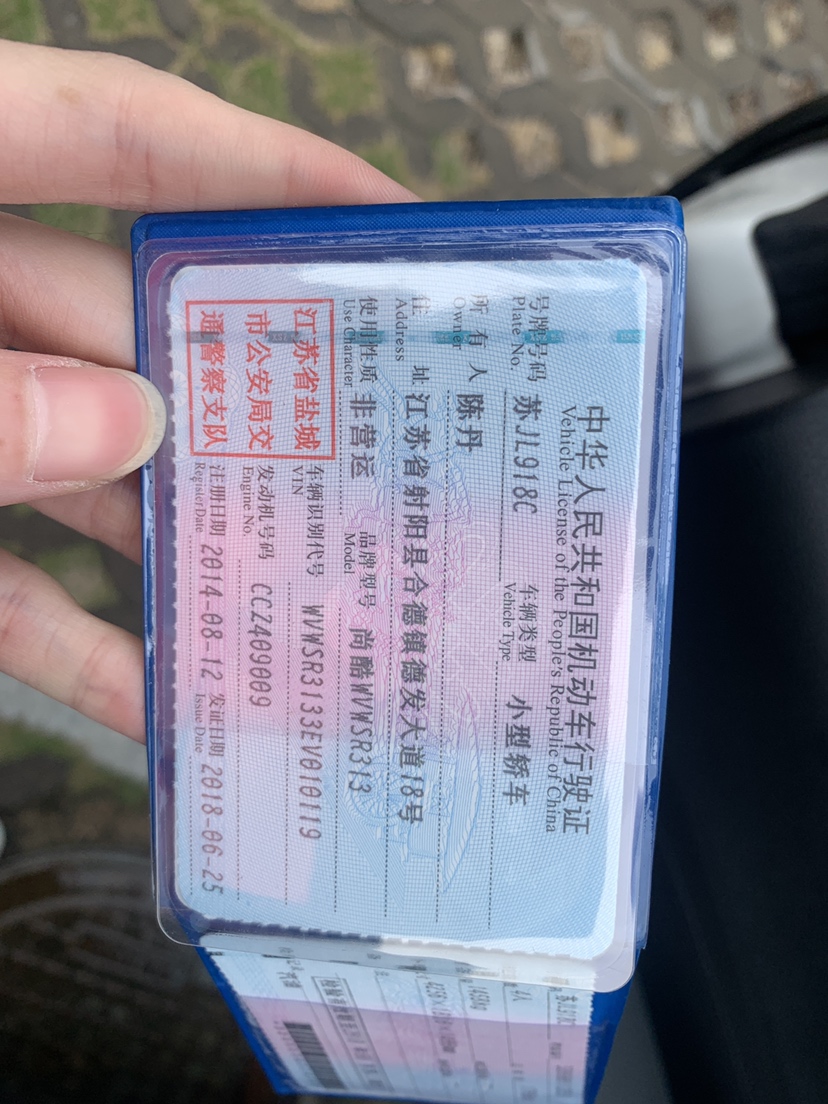 中华人民共和国机动车行驶证
Vehicle License of the People's Republic of China
号牌号码 苏JL918C 车辆类型 小型轿车
Plate No. Vehicle Type
所有人 陈丹
Owner
住址 江苏省射阳县合德镇德发大道18号
Address
使用性质 非营运 品牌型号 尚酷WVWSR313
Use Character Model
江苏省盐城
市公安局交
通警察支队
车辆识别代号 WVWSR3133EV010119
VIN
发动机号码 CCZ409009
Engine No.
注册日期 2014-08-12 发证日期 2018-06-25
Register Date Issue Date